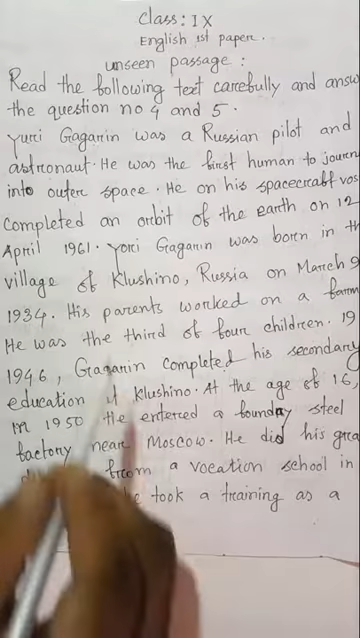 class: IX
English 1st paper.
unseen passage:
Read the following text carefully and answ
the question no 4 and 5.
Yuri Gagarin was a Russian pilot and
astronaut. He was the first human to journ
into outer space. He on his spacecraft vos
completed an orbit of the earth on 12
April 1961. Yori Gagarin was born in th
village of Klushino, Russia on March 9
1934. His parents worked on a farm
He was the third of four children. 19
1946, Gagarin completed his secondary
education Klushino. At the age of 16,
in 1950 He entered a founday steel
factory near Moscow. He did his gra
from a vocation school in
took a training as a